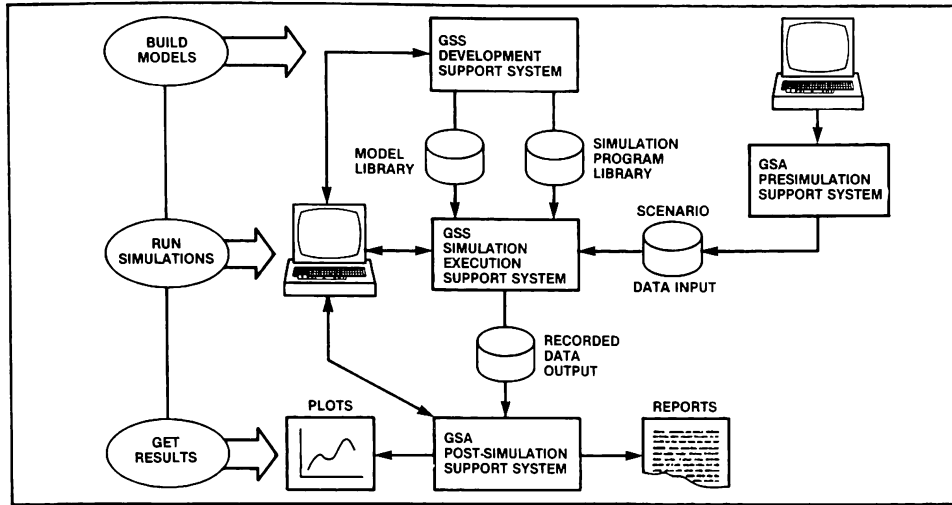 BUILD
MODELS
GSS
DEVELOPMENT
SUPPORT SYSTEM
MODEL
LIBRARY
SIMULATION
PROGRAM
LIBRARY
GSA
PRESIMULATION
SUPPORT SYSTEM
RUN
SIMULATIONS
GSS
SIMULATION
EXECUTION
SUPPORT SYSTEM
SCENARIO
DATA INPUT
RECORDED
DATA
OUTPUT
GET
RESULTS
PLOTS
GSA
POST-SIMULATION
SUPPORT SYSTEM
REPORTS